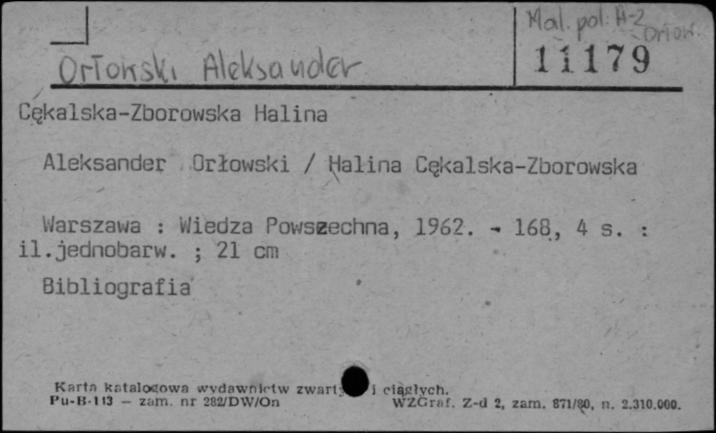 Mal. pol. A-Z
Orłow.
Orłowski Aleksander
11179
Cękalska-Zborowska Halina
Aleksander Orłowski / Halina Cękalska-Zborowska
Warszawa : Wiedza Powszechna, 1962. - 168, 4 s. :
il.jednobarw. ; 21 cm
Bibliografia
Karta katalogowa wydawnictw zwart i ciągłych.
Pu-B-113 — zam. nr 282/DW/On WZGraf. Z-d 2, zam. 871/80, n. 2.310.000.